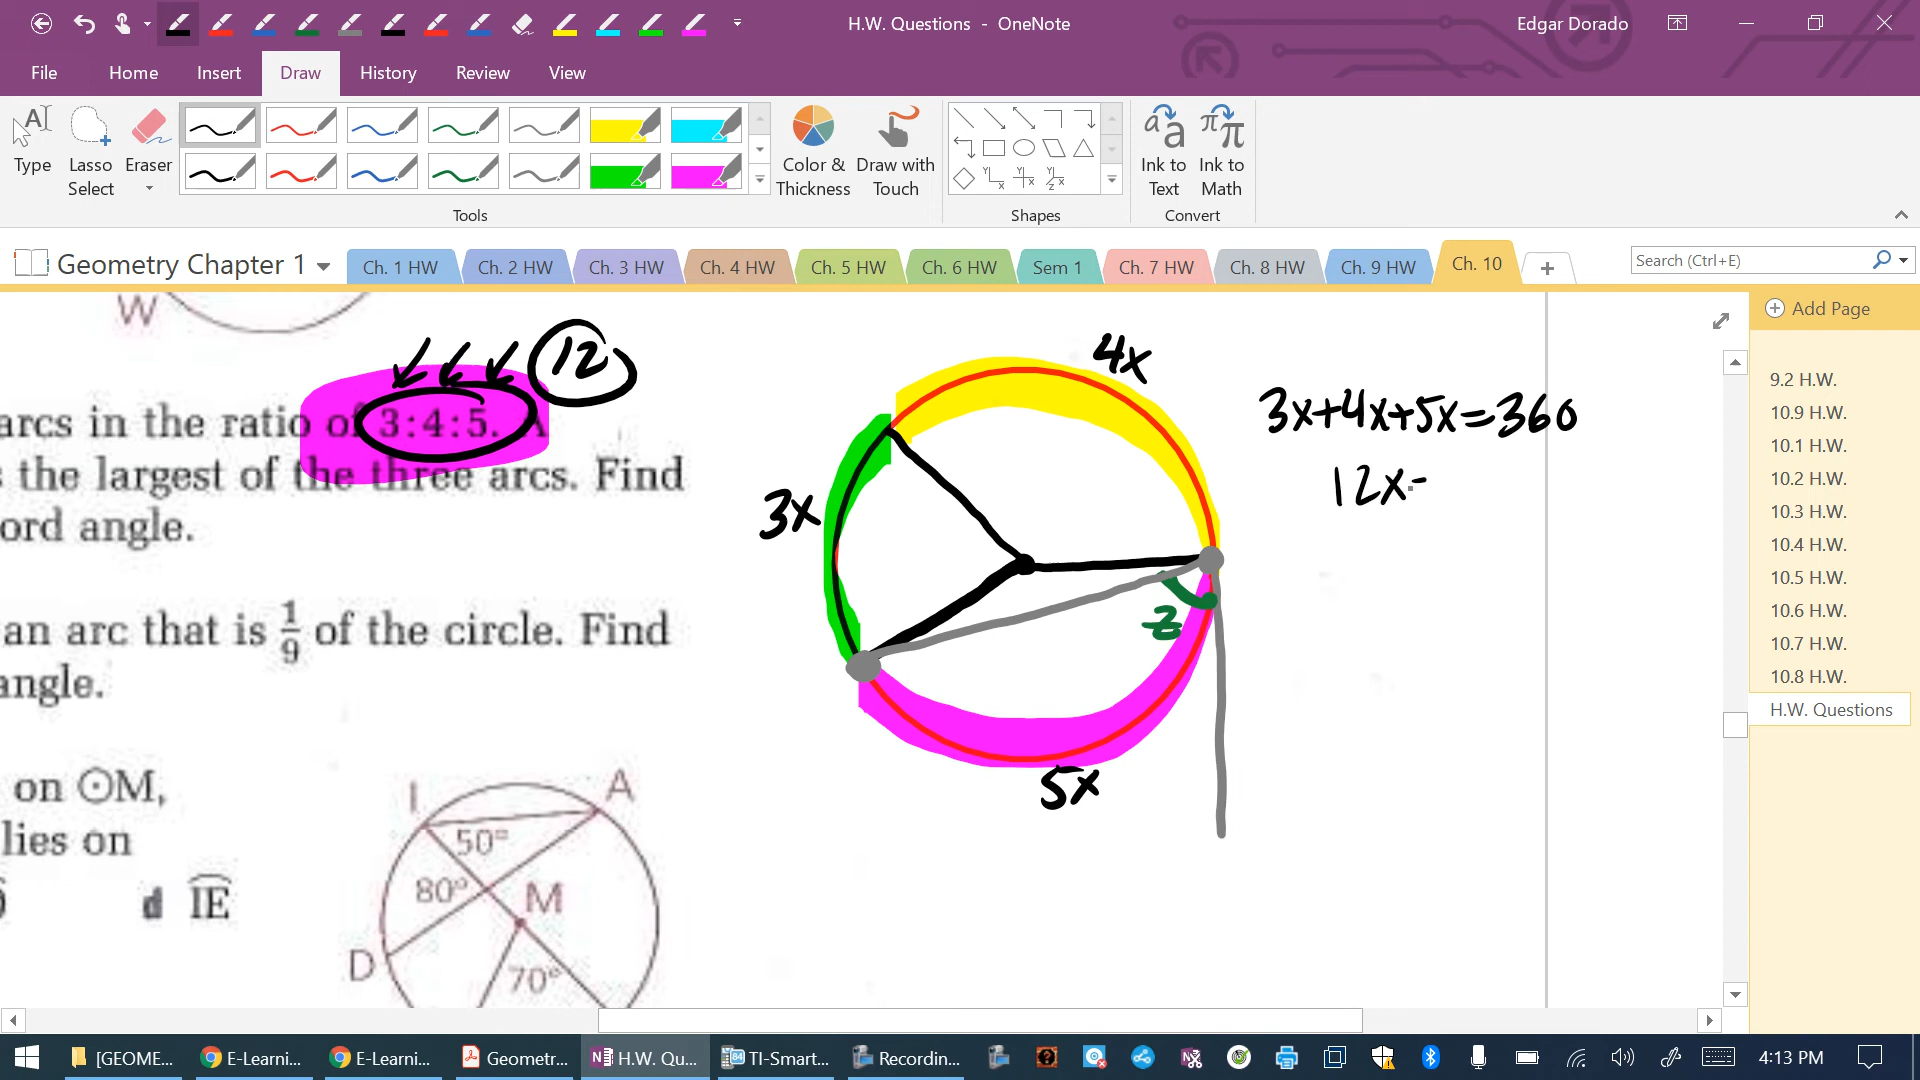 H.W. Questions - OneNote
Edgar Dorado
File Home Insert Draw History Review View
Type
Lasso Select
Eraser
Color & Thickness
Draw with Touch
Ink to Text
Ink to Math
Tools
Shapes
Convert
Geometry Chapter 1
Ch. 1 HW Ch. 2 HW Ch. 3 HW Ch. 4 HW Ch. 5 HW Ch. 6 HW Sem 1 Ch. 7 HW Ch. 8 HW Ch. 9 HW Ch. 10
Search (Ctrl+E)
Add Page
9.2 H.W.
10.9 H.W.
10.1 H.W.
10.2 H.W.
10.3 H.W.
10.4 H.W.
10.5 H.W.
10.6 H.W.
10.7 H.W.
10.8 H.W.
H.W. Questions
W
12
arcs in the ratio of 3:4:5. A
s the largest of the three arcs. Find
ord angle.
an arc that is 1/9 of the circle. Find
angle.
on ⊙M,
lies on
d IE
I
A
50°
80°
M
D
70°
4x
3x
5x
z
3x+4x+5x=360
12x=
[GEOME...
E-Learni...
E-Learni...
Geometr...
H.W. Qu...
TI-Smart...
Recordin...
4:13 PM